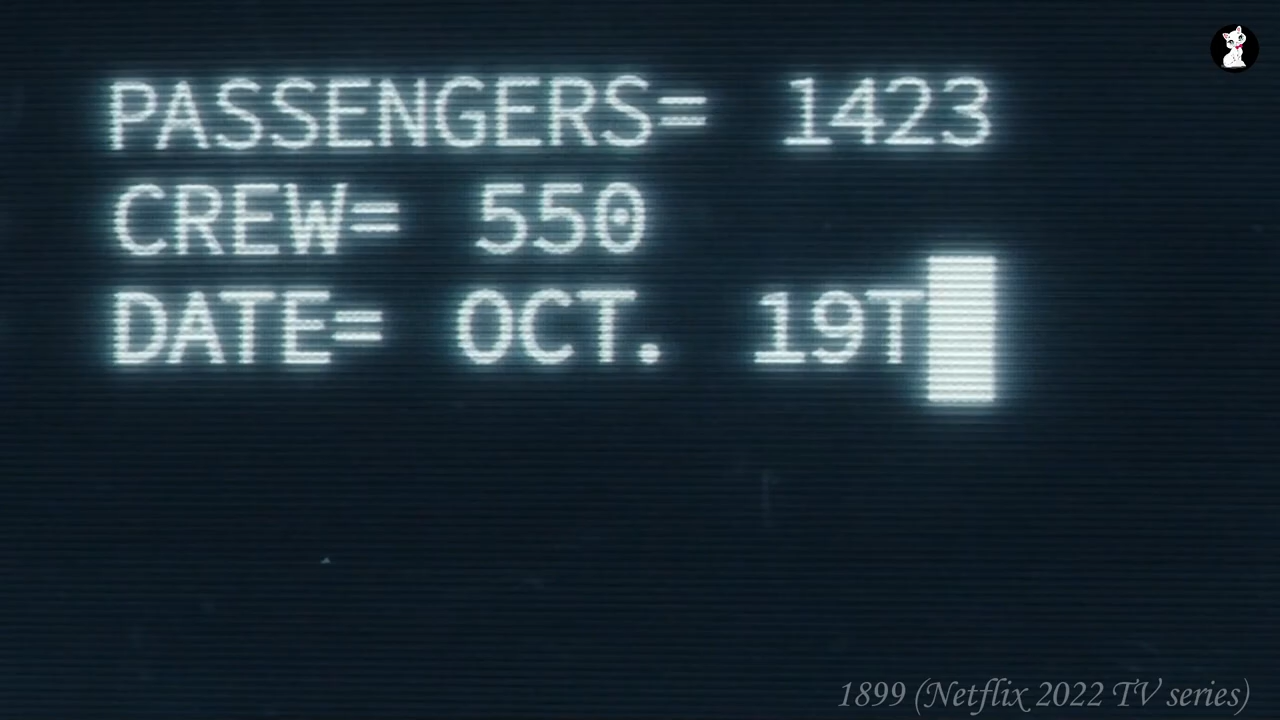 PASSENGERS= 1423
CREW= 550
DATE= OCT. 19T
1899 (Netflix 2022 TV series)